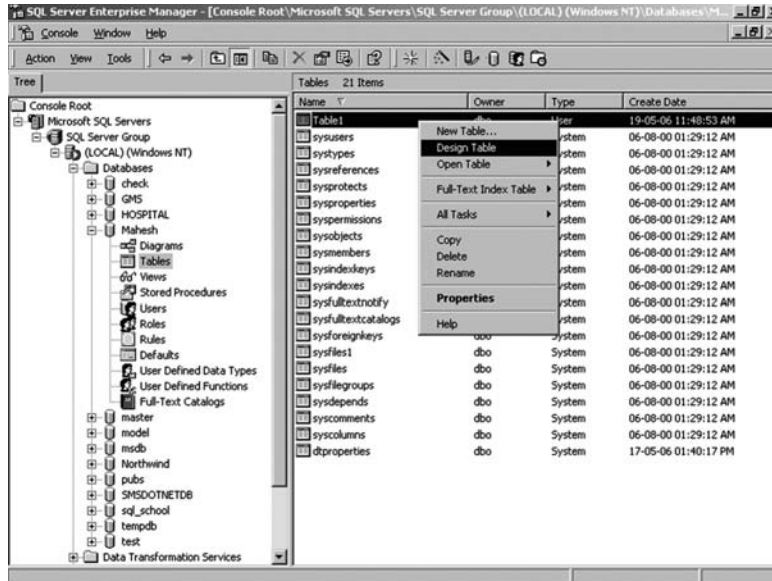 SQL Server Enterprise Manager - [Console Root\Microsoft SQL Servers\SQL Server Group\(LOCAL) (Windows NT)\Databases\M...
Console Window Help
Action View Tools
Tree
Console Root
Microsoft SQL Servers
SQL Server Group
(LOCAL) (Windows NT)
Databases
check
GMS
HOSPITAL
Mahesh
Diagrams
Tables
Views
Stored Procedures
Users
Roles
Rules
Defaults
User Defined Data Types
User Defined Functions
Full-Text Catalogs
master
model
msdb
Northwind
pubs
SMSDOTNETDB
sql_school
tempdb
test
Data Transformation Services
Tables 21 Items
Name Owner Type Create Date
Table1 dbo User 19-05-06 11:48:53 AM
sysusers ystem 06-08-00 01:29:12 AM
systypes ystem 06-08-00 01:29:12 AM
sysreferences ystem 06-08-00 01:29:12 AM
sysprotects ystem 06-08-00 01:29:12 AM
sysproperties ystem 06-08-00 01:29:12 AM
syspermissions ystem 06-08-00 01:29:12 AM
sysobjects ystem 06-08-00 01:29:12 AM
sysmembers ystem 06-08-00 01:29:12 AM
sysindexkeys ystem 06-08-00 01:29:12 AM
sysindexes ystem 06-08-00 01:29:12 AM
sysfulltextnotify ystem 06-08-00 01:29:12 AM
sysfulltextcatalogs ystem 06-08-00 01:29:12 AM
sysforeignkeys dbo System 06-08-00 01:29:12 AM
sysfiles1 dbo System 06-08-00 01:29:12 AM
sysfiles dbo System 06-08-00 01:29:12 AM
sysfilegroups dbo System 06-08-00 01:29:12 AM
sysdepends dbo System 06-08-00 01:29:12 AM
syscomments dbo System 06-08-00 01:29:12 AM
syscolumns dbo System 06-08-00 01:29:12 AM
dtproperties dbo System 17-05-06 01:40:17 PM
New Table...
Design Table
Open Table
Full-Text Index Table
All Tasks
Copy
Delete
Rename
Properties
Help